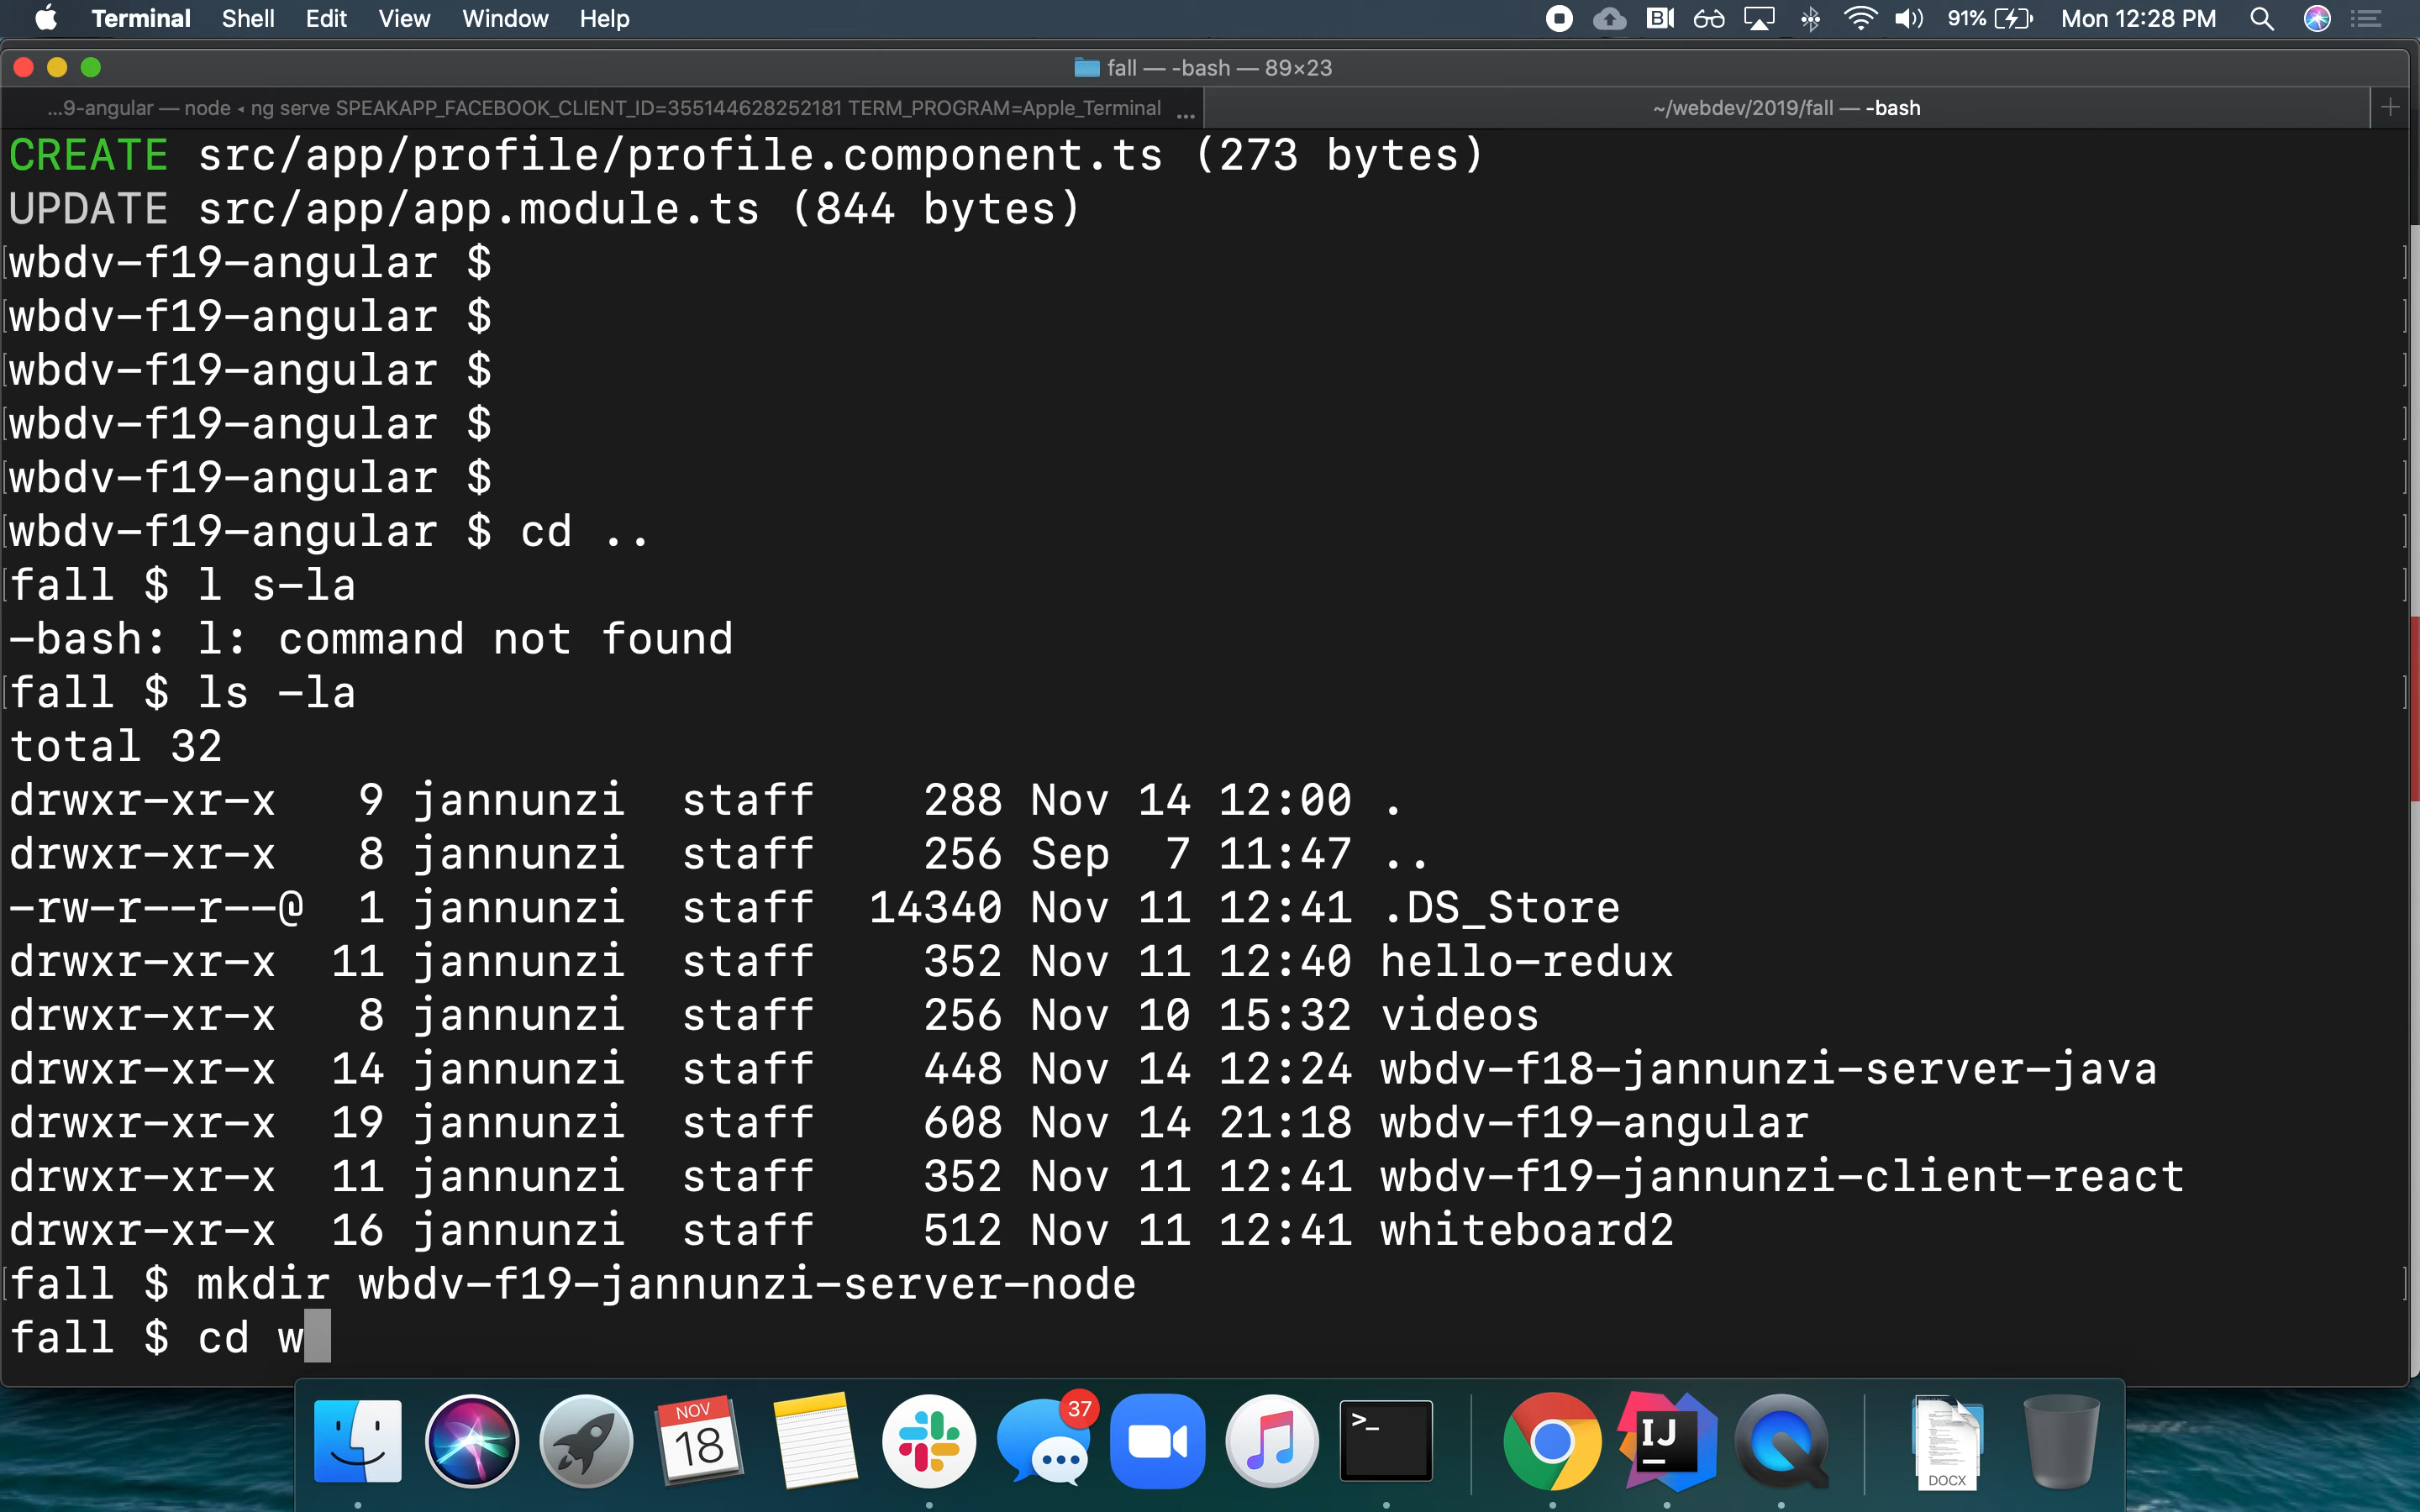 Terminal Shell Edit View Window Help 91% Mon 12:28 PM
fall — -bash — 89×23
...9-angular — node ◂ ng serve SPEAKAPP_FACEBOOK_CLIENT_ID=355144628252181 TERM_PROGRAM=Apple_Terminal ... ~/webdev/2019/fall — -bash
CREATE src/app/profile/profile.component.ts (273 bytes)
UPDATE src/app/app.module.ts (844 bytes)
wbdv-f19-angular $
wbdv-f19-angular $
wbdv-f19-angular $
wbdv-f19-angular $
wbdv-f19-angular $
wbdv-f19-angular $ cd ..
fall $ l s-la
-bash: l: command not found
fall $ ls -la
total 32
drwxr-xr-x 9 jannunzi staff 288 Nov 14 12:00 .
drwxr-xr-x 8 jannunzi staff 256 Sep 7 11:47 ..
-rw-r--r--@ 1 jannunzi staff 14340 Nov 11 12:41 .DS_Store
drwxr-xr-x 11 jannunzi staff 352 Nov 11 12:40 hello-redux
drwxr-xr-x 8 jannunzi staff 256 Nov 10 15:32 videos
drwxr-xr-x 14 jannunzi staff 448 Nov 14 12:24 wbdv-f18-jannunzi-server-java
drwxr-xr-x 19 jannunzi staff 608 Nov 14 21:18 wbdv-f19-angular
drwxr-xr-x 11 jannunzi staff 352 Nov 11 12:41 wbdv-f19-jannunzi-client-react
drwxr-xr-x 16 jannunzi staff 512 Nov 11 12:41 whiteboard2
fall $ mkdir wbdv-f19-jannunzi-server-node
fall $ cd w
NOV
18
37
>_
IJ
DOCX